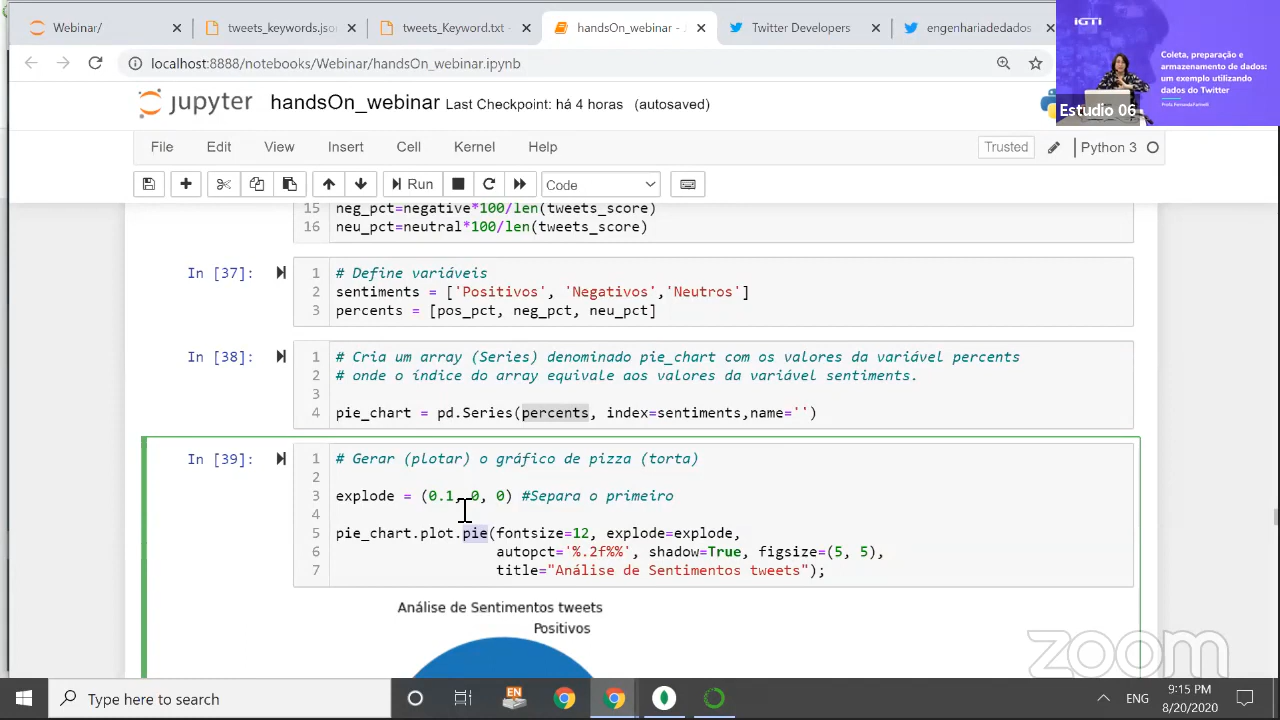 Webinar/
tweets_keywords.json
tweets_Keyword.txt -
handsOn_webinar -
Twitter Developers
engenhariadedados
localhost:8888/notebooks/Webinar/handsOn_webinar.ipynb
iGTi
Coleta, preparação e
armazenamento de dados:
um exemplo utilizando
dados do Twitter
Profa. Fernanda Farinelli
Estudio 06
jupyter handsOn_webinar Last Checkpoint: há 4 horas (autosaved)
File Edit View Insert Cell Kernel Help
Trusted Python 3
Run Code
15 neg_pct=negative*100/len(tweets_score)
16 neu_pct=neutral*100/len(tweets_score)
In [37]:
1 # Define variáveis
2 sentiments = ['Positivos', 'Negativos','Neutros']
3 percents = [pos_pct, neg_pct, neu_pct]
In [38]:
1 # Cria um array (Series) denominado pie_chart com os valores da variável percents
2 # onde o índice do array equivale aos valores da variável sentiments.
3
4 pie_chart = pd.Series(percents, index=sentiments,name='')
In [39]:
1 # Gerar (plotar) o gráfico de pizza (torta)
2
3 explode = (0.1, 0, 0) #Separa o primeiro
4
5 pie_chart.plot.pie(fontsize=12, explode=explode,
6 autopct='%.2f%%', shadow=True, figsize=(5, 5),
7 title="Análise de Sentimentos tweets");
Análise de Sentimentos tweets
Positivos
zoom
Type here to search
EN
ENG
9:15 PM
8/20/2020